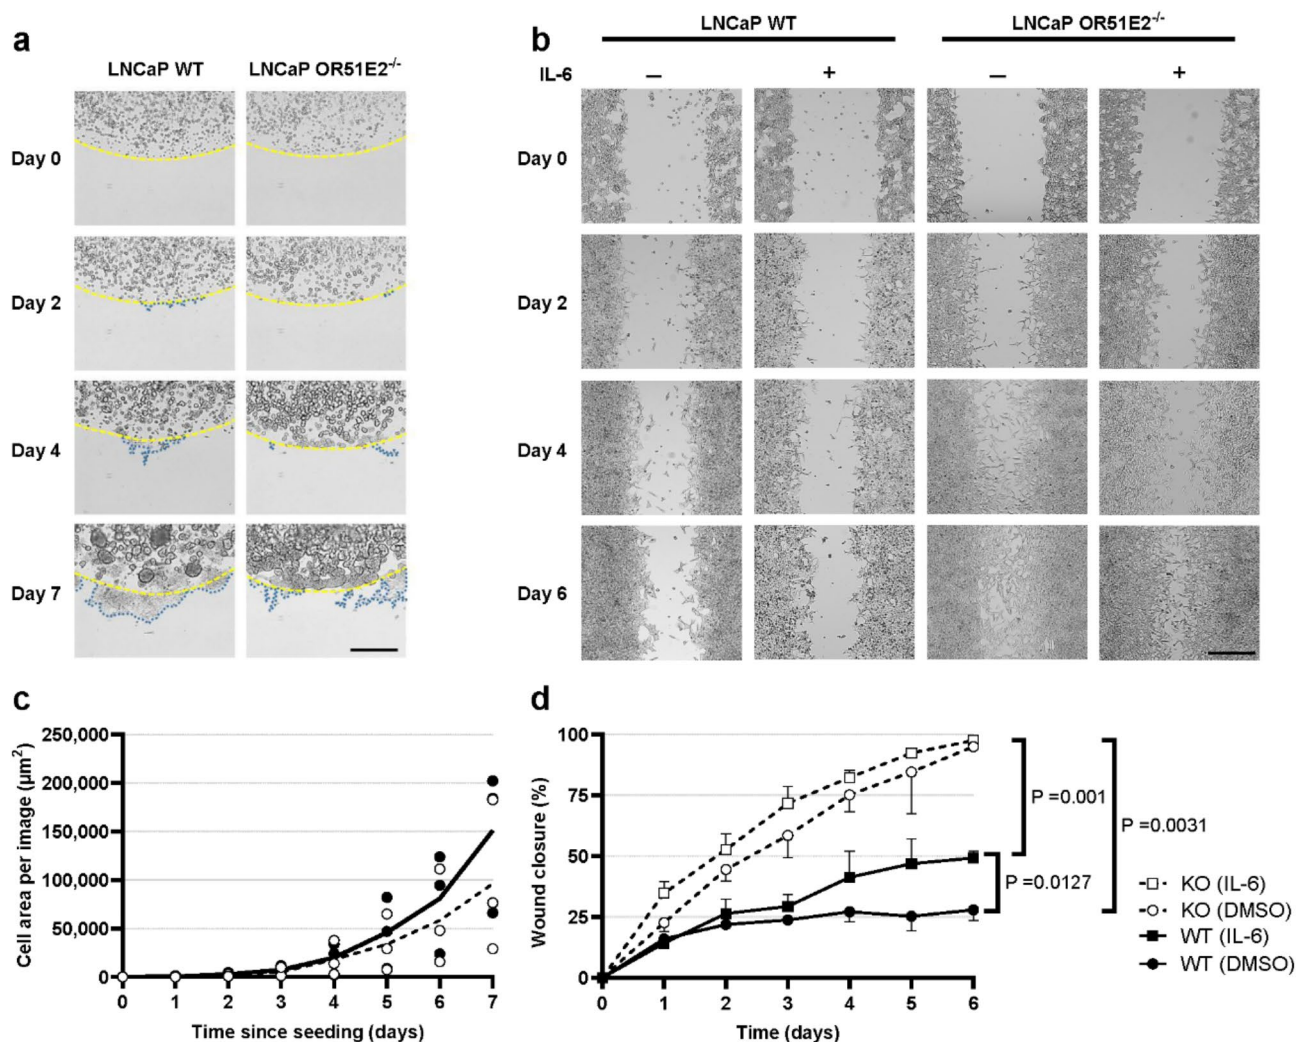 a
LNCaP WT LNCaP OR51E2-/-
Day 0
Day 2
Day 4
Day 7
b
LNCaP WT LNCaP OR51E2-/-
IL-6 – + – +
Day 0
Day 2
Day 4
Day 6
c
250,000
200,000
150,000
100,000
50,000
0
Cell area per image (µm²)
0 1 2 3 4 5 6 7
Time since seeding (days)
d
100
75
50
25
0
Wound closure (%)
0 1 2 3 4 5 6
Time (days)
P =0.001
P =0.0031
P =0.0127
KO (IL-6)
KO (DMSO)
WT (IL-6)
WT (DMSO)